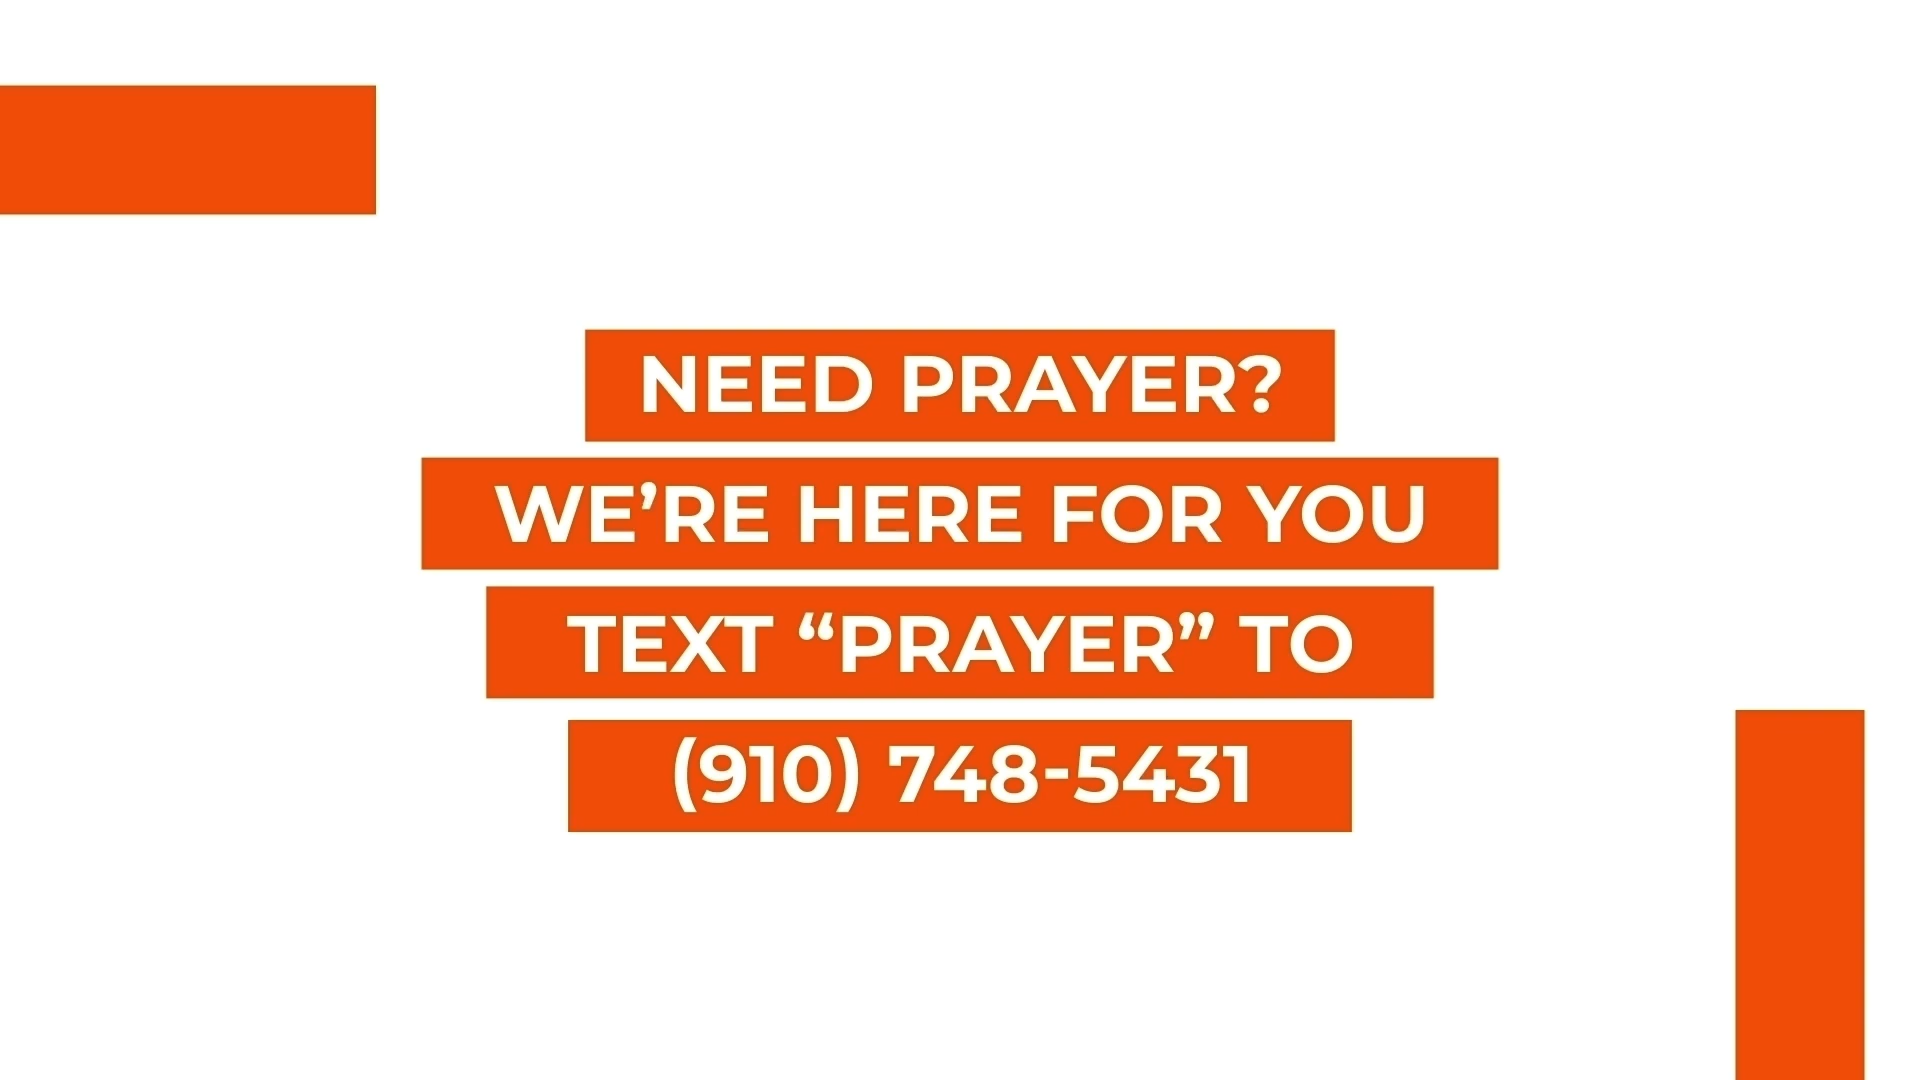 NEED PRAYER?
WE’RE HERE FOR YOU
TEXT “PRAYER” TO
(910) 748-5431